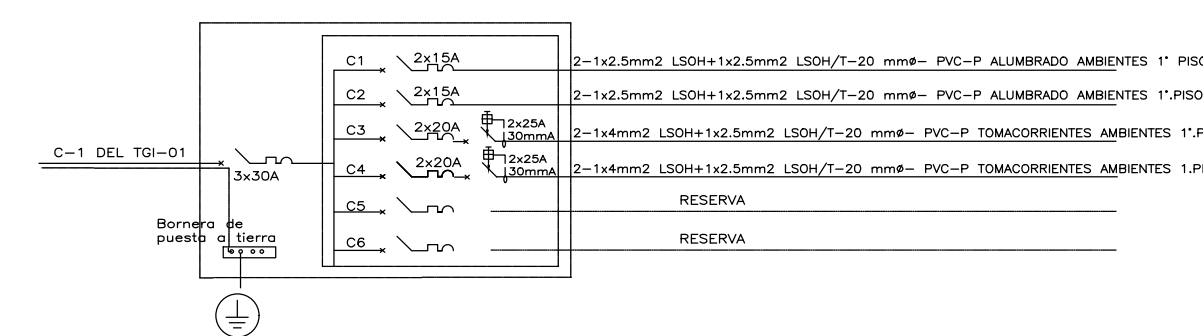 C1 2x15A 2-1x2.5mm2 LSOH+1x2.5mm2 LSOH/T-20 mmø- PVC-P ALUMBRADO AMBIENTES 1° PISO
C2 2x15A 2-1x2.5mm2 LSOH+1x2.5mm2 LSOH/T-20 mmø- PVC-P ALUMBRADO AMBIENTES 1°.PISO
C3 2x20A 2x25A
30mmA 2-1x4mm2 LSOH+1x2.5mm2 LSOH/T-20 mmø- PVC-P TOMACORRIENTES AMBIENTES 1°.P
C-1 DEL TGI-01
3x30A
C4 2x20A 2x25A
30mmA 2-1x4mm2 LSOH+1x2.5mm2 LSOH/T-20 mmø- PVC-P TOMACORRIENTES AMBIENTES 1.PI
C5 RESERVA
C6 RESERVA
Bornera de
puesta a tierra